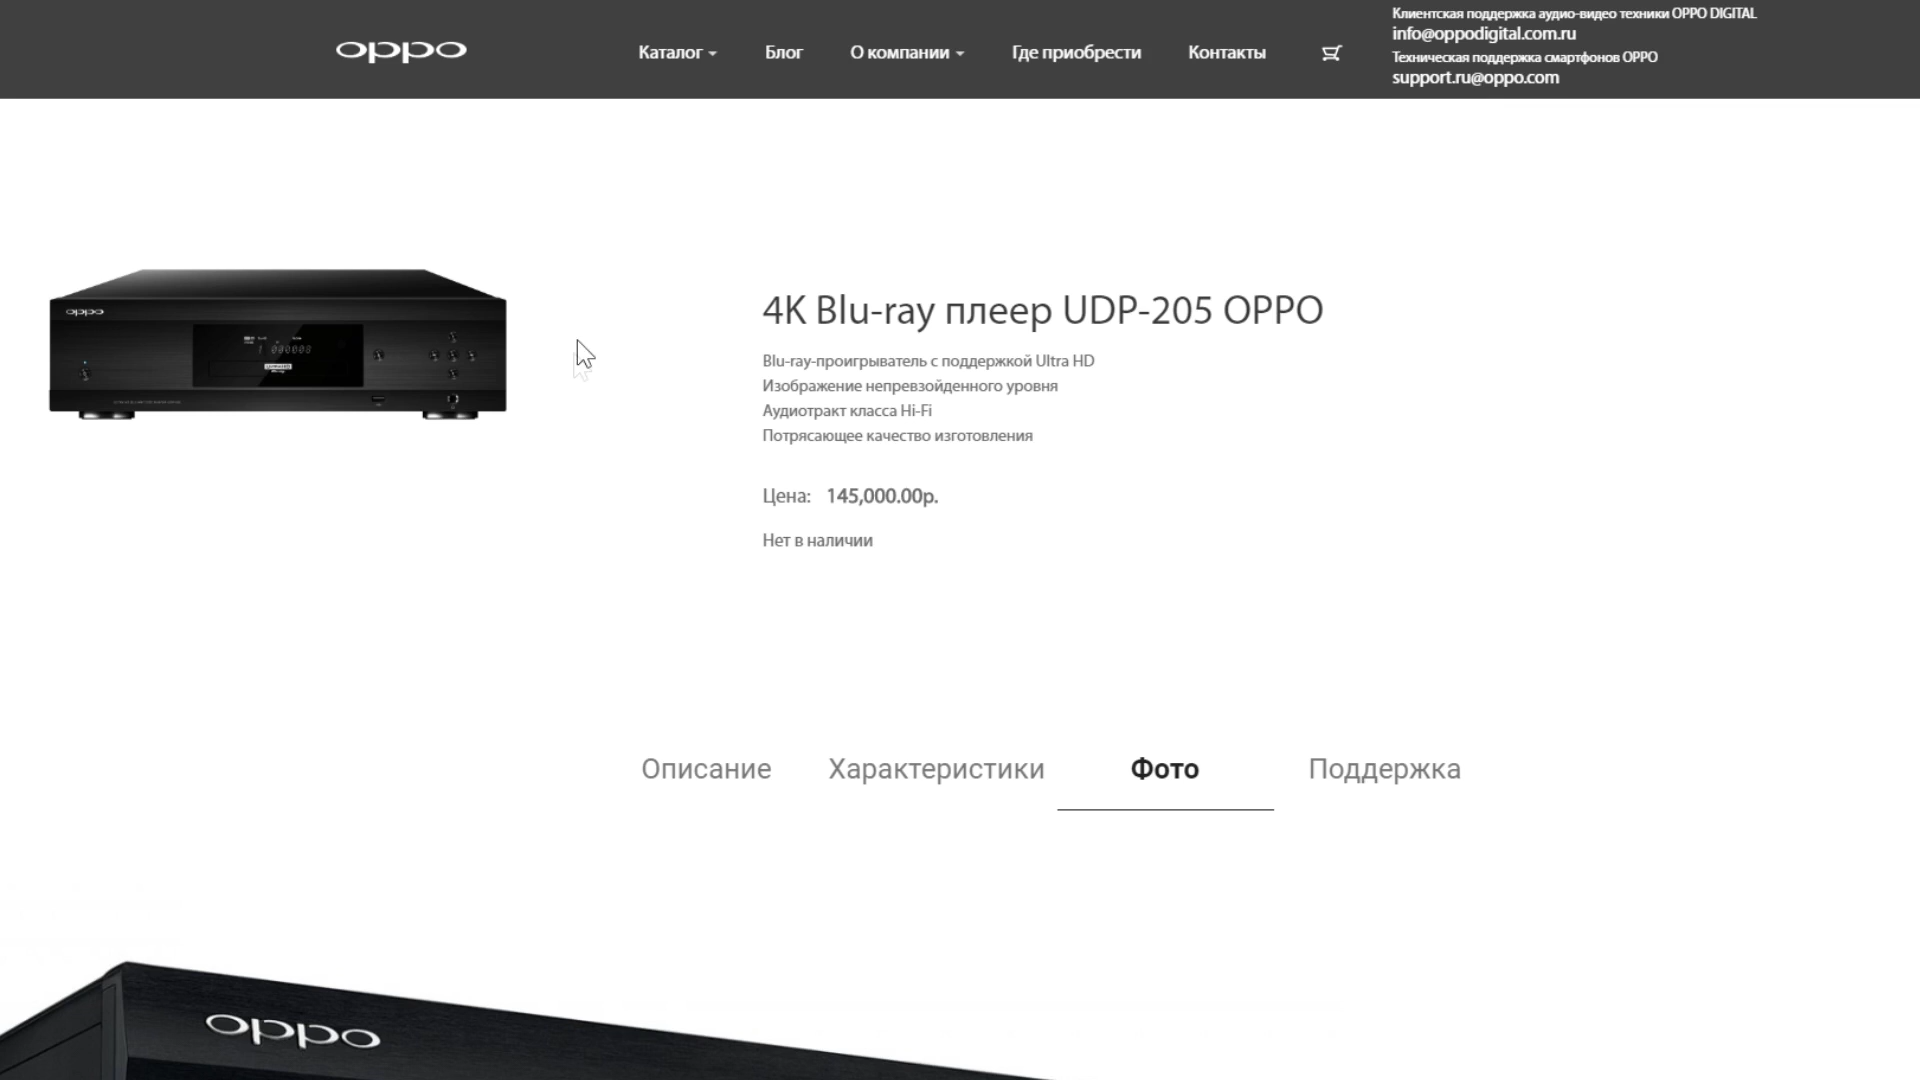 oppo
Каталог
Блог
О компании
Где приобрести
Контакты
Клиентская поддержка аудио-видео техники OPPO DIGITAL
info@oppodigital.com.ru
Техническая поддержка смартфонов OPPO
support.ru@oppo.com
oppo
4K Blu-ray плеер UDP-205 OPPO
Blu-ray-проигрыватель с поддержкой Ultra HD
Изображение непревзойденного уровня
Аудиотракт класса Hi-Fi
Потрясающее качество изготовления
Цена: 145,000.00р.
Нет в наличии
Описание
Характеристики
Фото
Поддержка
oppo